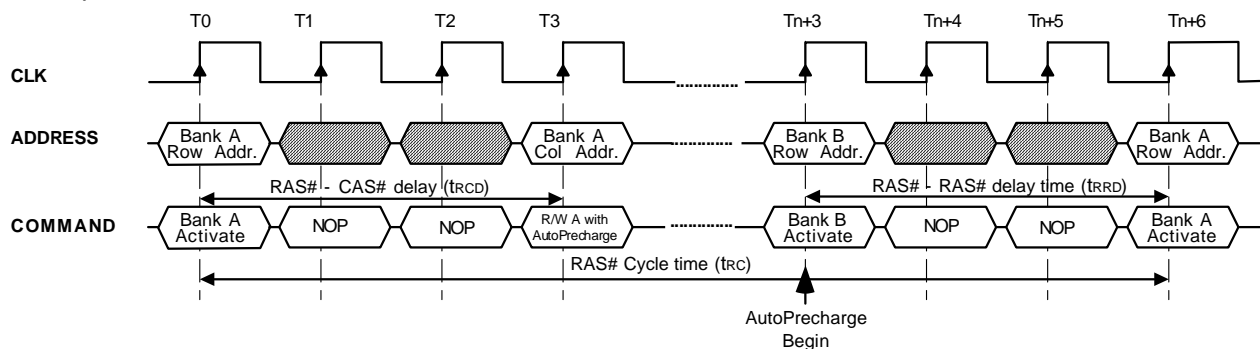 T0 T1 T2 T3 Tn+3 Tn+4 Tn+5 Tn+6
CLK
ADDRESS
Bank A
Row Addr.
Bank A
Col Addr.
Bank B
Row Addr.
Bank A
Row Addr.
RAS# - CAS# delay (tRCD)
RAS# - RAS# delay time (tRRD)
COMMAND
Bank A
Activate
NOP
NOP
R/W A with
AutoPrecharge
Bank B
Activate
NOP
NOP
Bank A
Activate
RAS# Cycle time (tRC)
AutoPrecharge
Begin